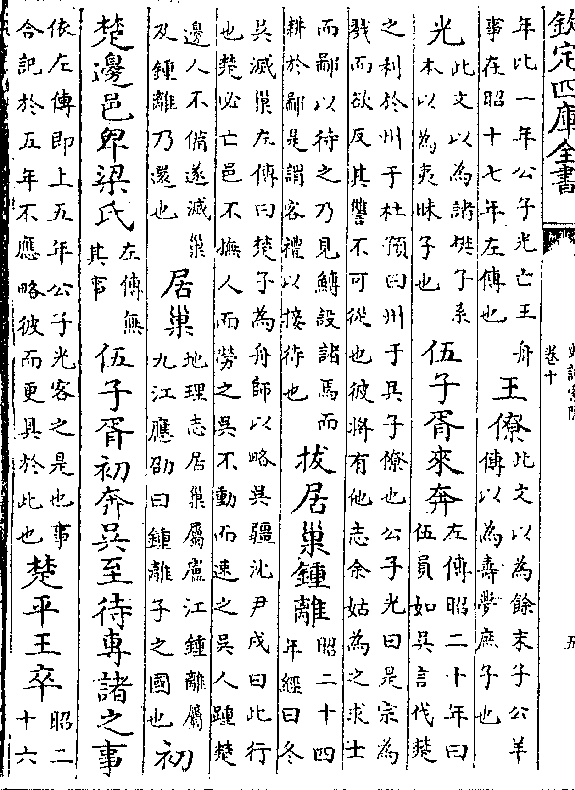 欽定四庫全書
史記索隱
卷十
五
年此一年公子光亡王舟
事在昭十七年左傳也
王僚
此文以為餘末子公羊
傳以為壽夢庶子也
光
此文以為諸樊子系
本以為夷昧子也
伍子胥來奔
左傳昭二十年曰
伍員如吳言代楚
之利於州于杜預曰州于吳子僚也公子光曰是宗為
戮而欲反其讐不可從也彼將有他志余姑為之求士
而鄙以待之乃見鱄設諸焉而
耕於鄙是謂客禮以接待也
拔居巢鍾離
昭二十四
年經曰冬
吳滅巢左傳曰楚子為舟師以略吳疆沈尹戌曰此行
也楚必亡邑不撫人而勞之吳不動而速之吳人踵楚
邊人不備遂滅巢
及鍾離乃還也
居巢
地理志居巢屬廬江鍾離屬
九江應劭曰鍾離子之國也
初
楚邊邑卑梁氏
左傳無
其事
伍子胥初奔吳至待專諸之事
依左傳即上五年公子光客之是也事
合記於五年不應略彼而更具於此也
楚平王卒
昭二
十六